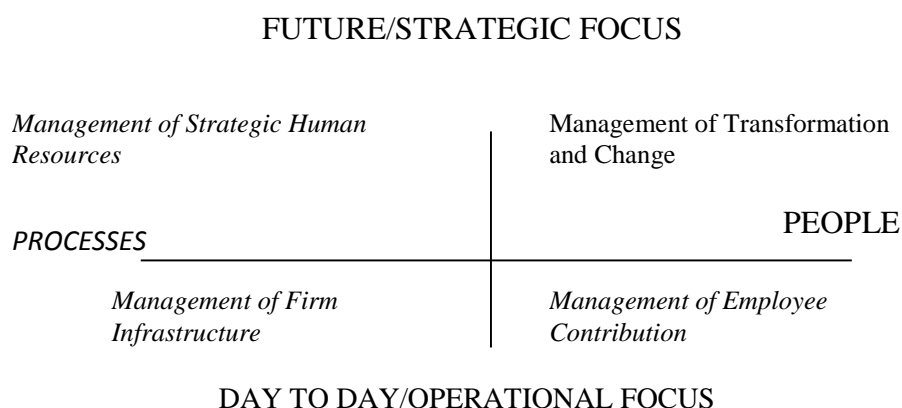 FUTURE/STRATEGIC FOCUS
Management of Strategic Human
Resources
Management of Transformation
and Change
PEOPLE
PROCESSES
Management of Firm
Infrastructure
Management of Employee
Contribution
DAY TO DAY/OPERATIONAL FOCUS